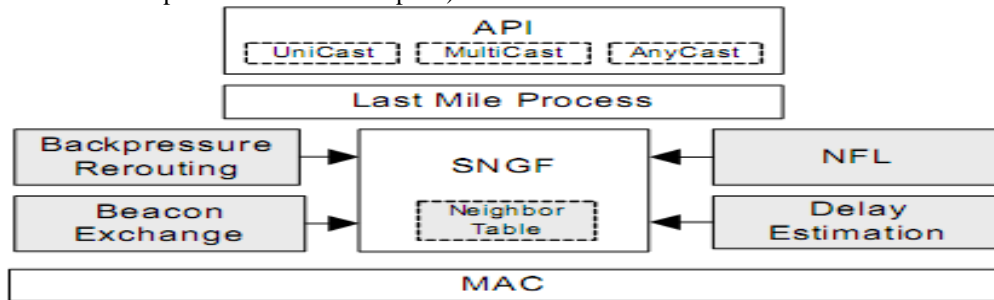 API
UniCast MultiCast AnyCast
Last Mile Process
Backpressure
Rerouting
SNGF
NFL
Beacon
Exchange
Neighbor
Table
Delay
Estimation
MAC